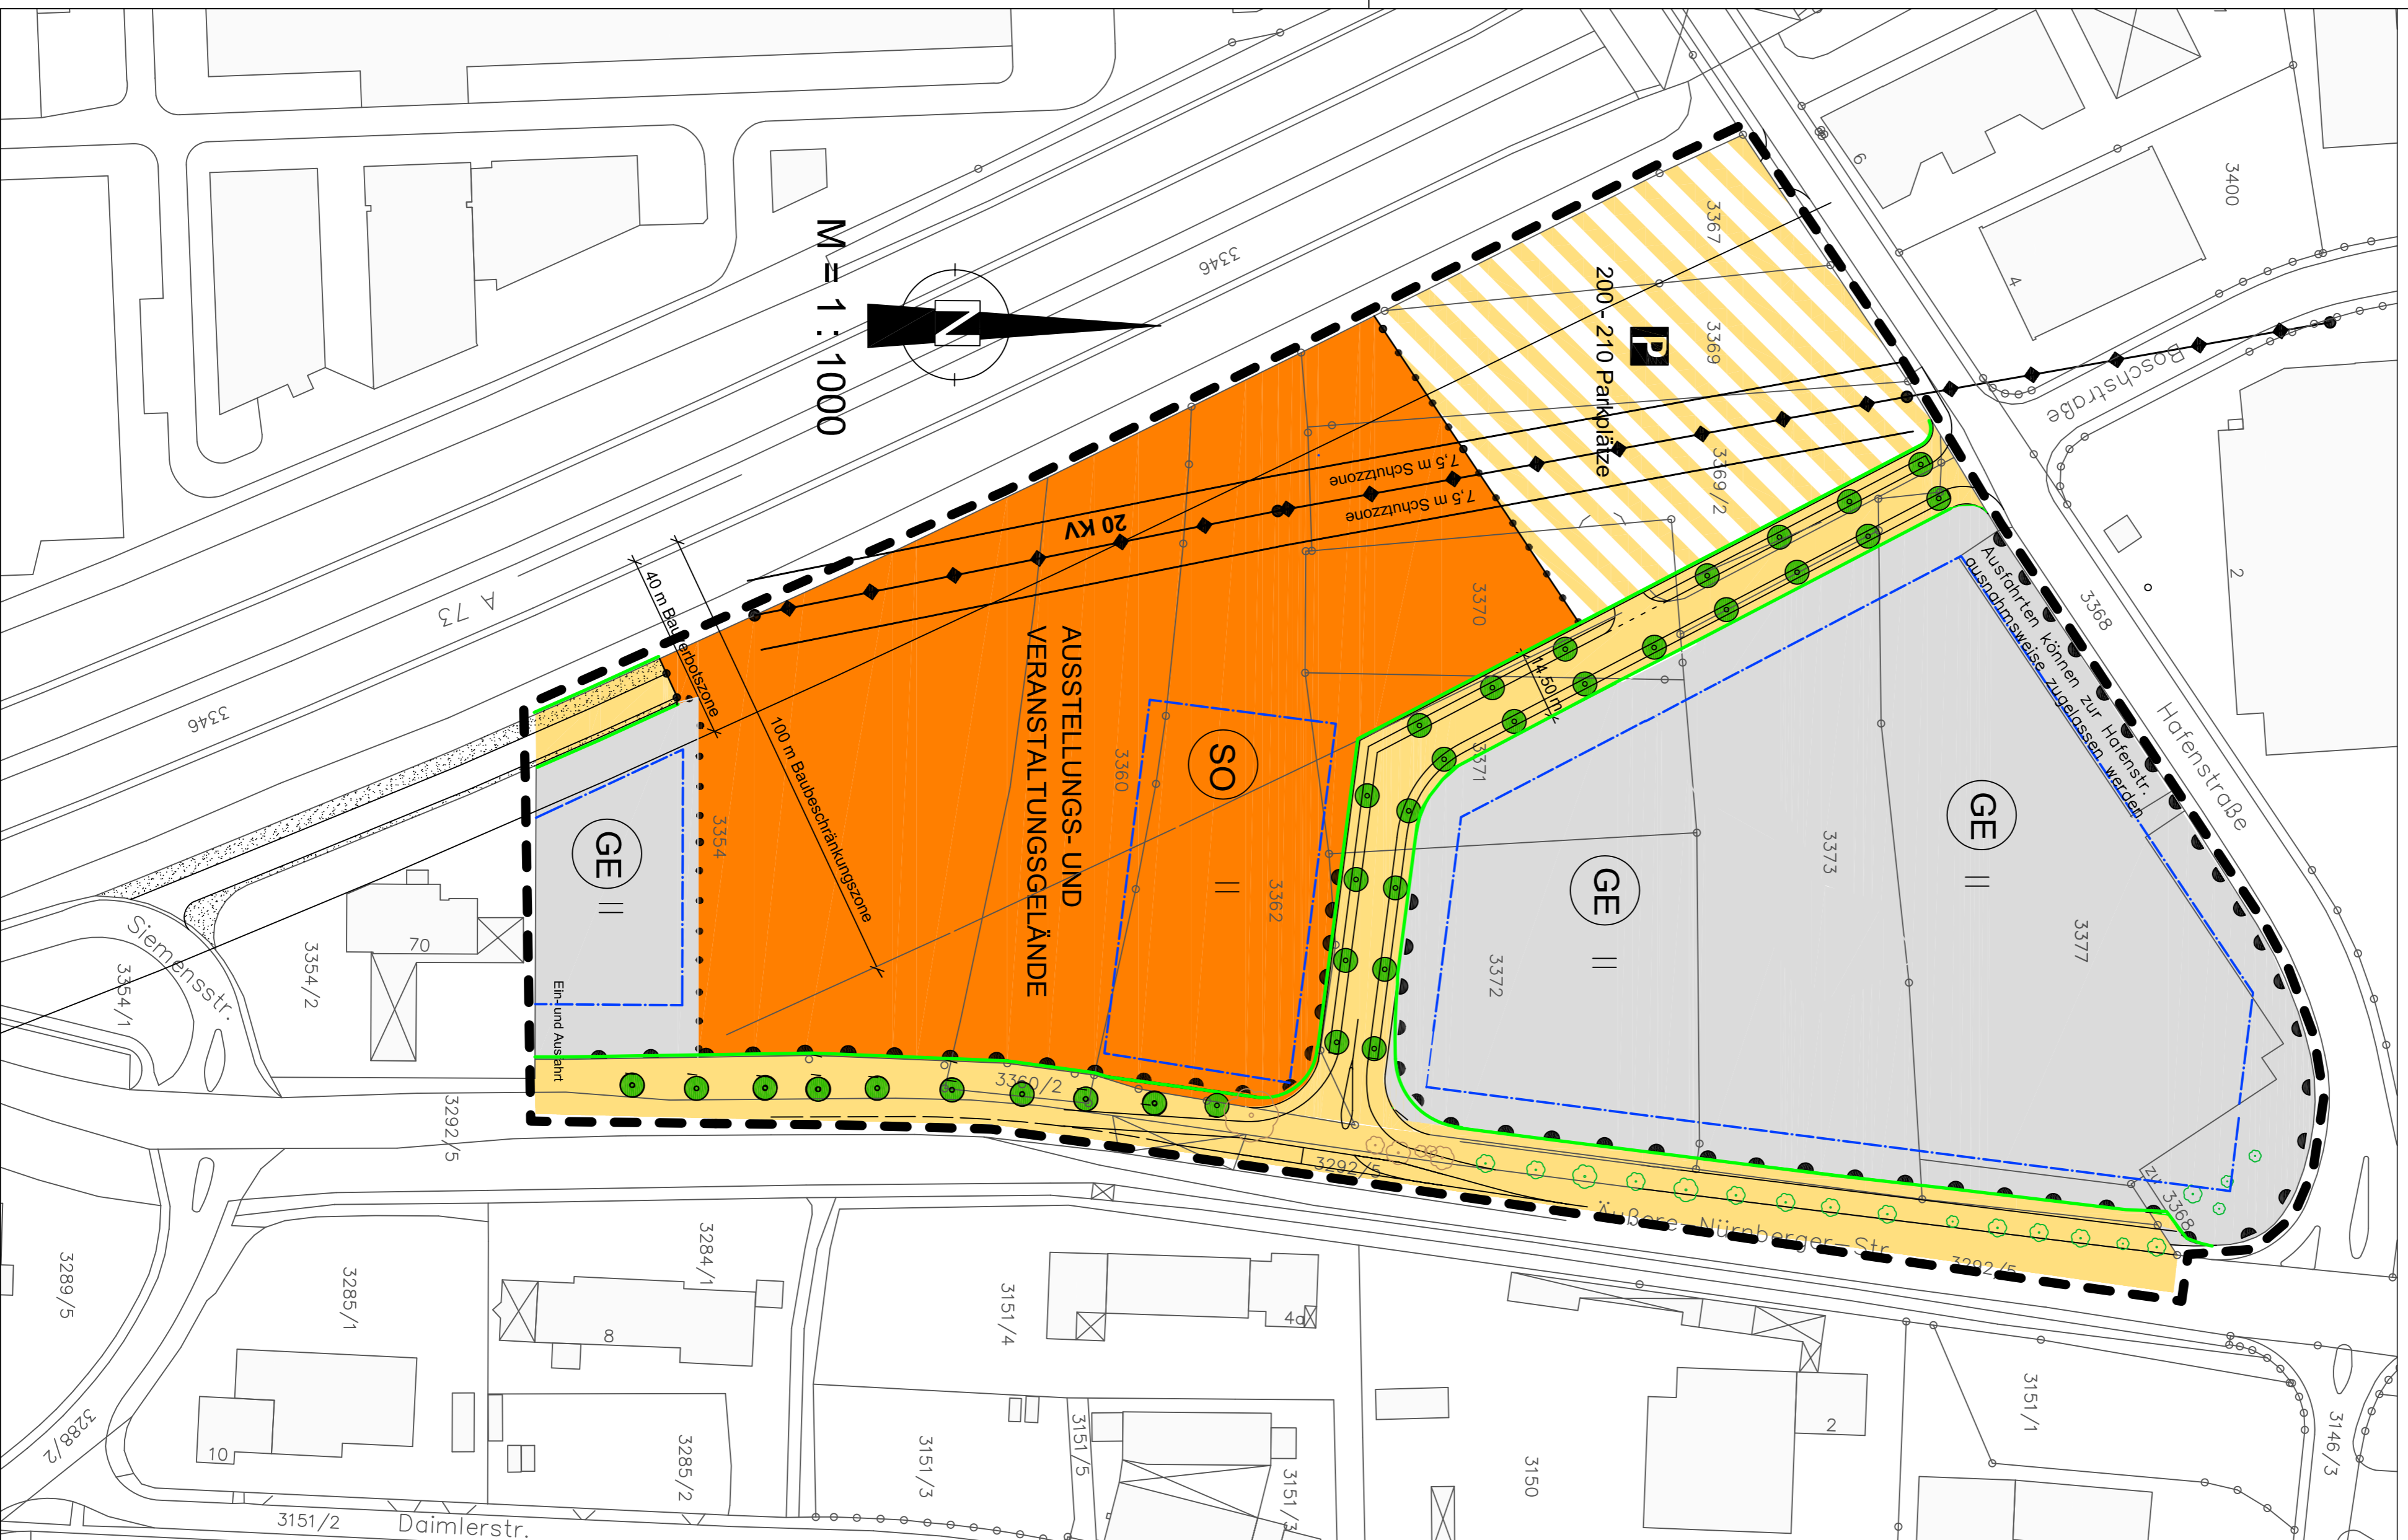 M = 1 : 1000
N
3346
3346
3346
A 73
40 m Bauverbotszone
100 m Baubeschränkungszone
20 KV
7,5 m Schutzzone
7,5 m Schutzzone
P
200 - 210 Parkplätze
3367
3369
3369/2
3370
3371
3372
3373
3377
3368
zu 3368
3400
6
4
2
Boschstraße
Hafenstraße
Ausfahrten können zur Hafenstr.
ausnahmsweise zugelassen werden
14,50 m
AUSSTELLUNGS- UND
VERANSTALTUNGSGELÄNDE
SO
II
3360
3362
3354
GE
II
GE
II
GE
II
Ein- und Ausfahrt
Siemensstr.
70
3354/2
3354/1
3360/2
3292/5
3292/5
3292/5
Äußere-Nürnberger-Str.
3289/5
3285/1
3284/1
8
10
3288/2
3285/2
3151/2
Daimlerstr.
3151/4
4a
3151/3
3151/5
3151/3
3150
2
3151/1
3146/3